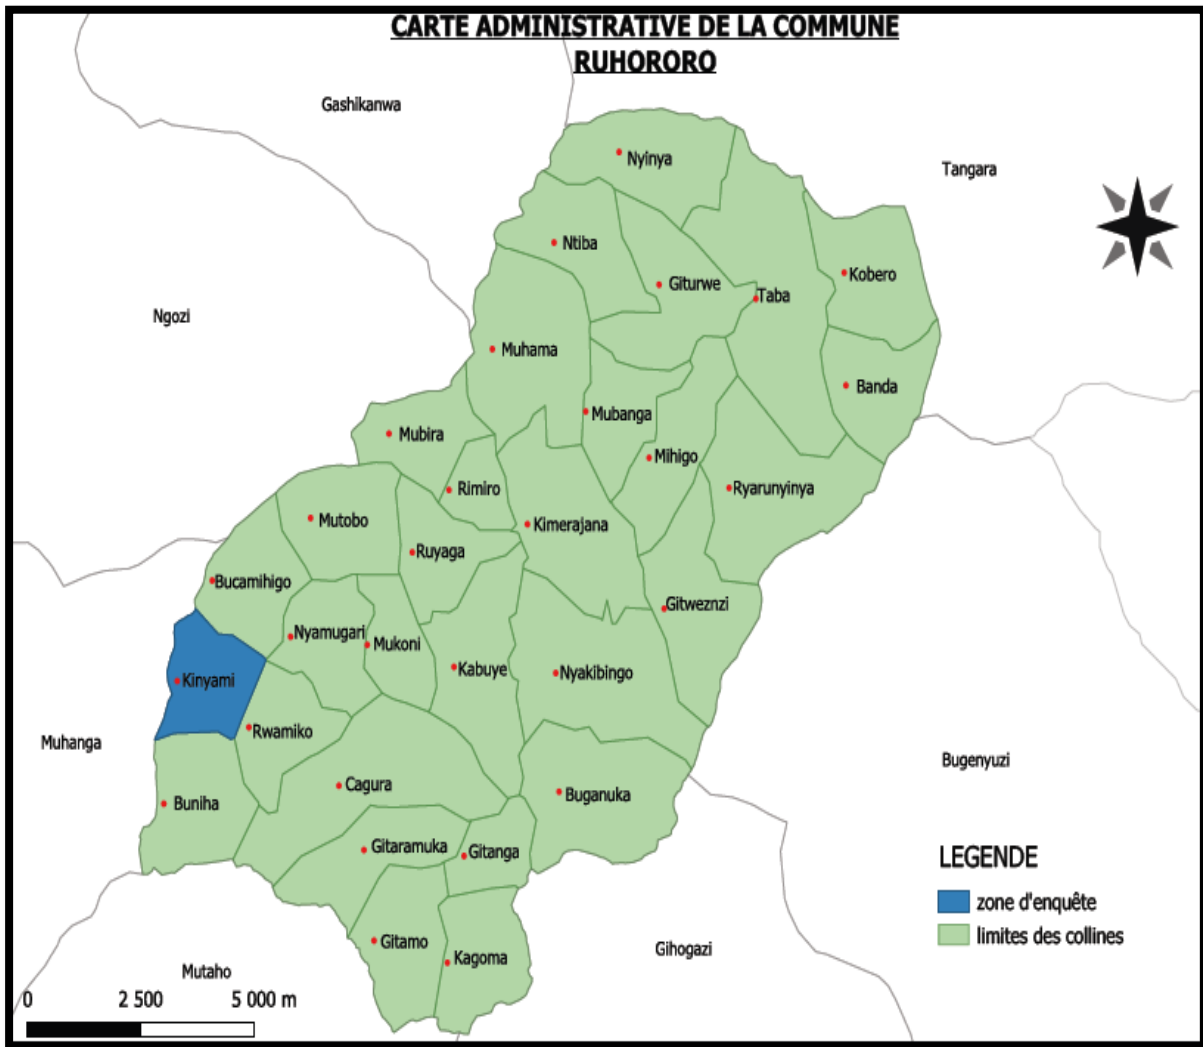 CARTE ADMINISTRATIVE DE LA COMMUNE
RUHORORO
Gashikanwa
Nyinya
Tangara
Ntiba
Kobero
Giturwe
Taba
Ngozi
Muhama
Banda
Mubanga
Mubira
Mihigo
Rimiro
Ryarunyinya
Mutobo
Kimerajana
Ruyaga
Bucamihigo
Gitweznzi
Nyamugari
Mukoni
Kabuye
Nyakibingo
Kinyami
Rwamiko
Muhanga
Bugenyuzi
Cagura
Buganuka
Buniha
Gitaramuka
Gitanga
LEGENDE
zone d'enquête
limites des collines
Gitamo
Gihogazi
Kagoma
Mutaho
0 2 500 5 000 m